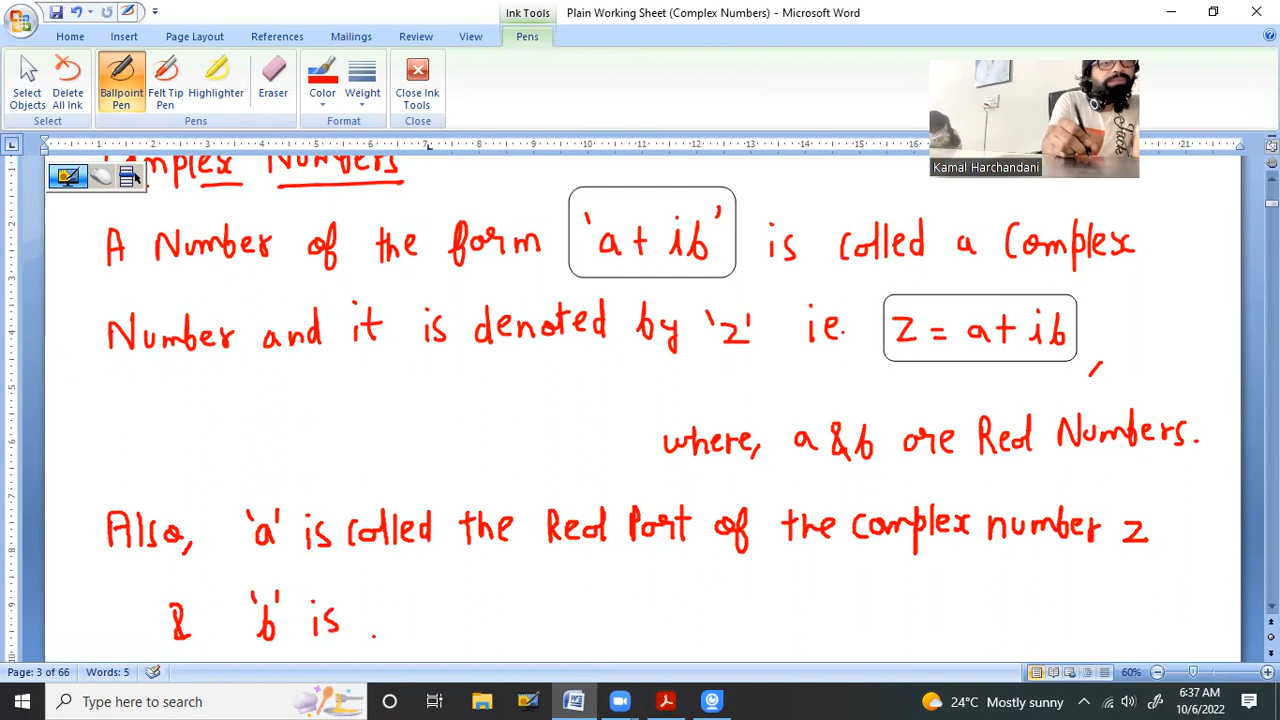 Ink Tools
Plain Working Sheet (Complex Numbers) - Microsoft Word
Home Insert Page Layout References Mailings Review View Pens
Select Objects
Delete All Ink
Ballpoint Pen
Felt Tip Pen
Highlighter
Eraser
Color
Weight
Close Ink Tools
Select Pens Format Close
Kamal Harchandani
Complex Numbers
A Number of the form 'a + ib' is called a Complex
Number and it is denoted by 'z' ie. z = a + ib ,
where, a & b are Real Numbers.
Also, 'a' is called the Real Part of the complex number z
& 'b' is
Page: 3 of 66 Words: 5 60%
Type here to search
24°C Mostly sunny
6:37 AM
10/6/2022